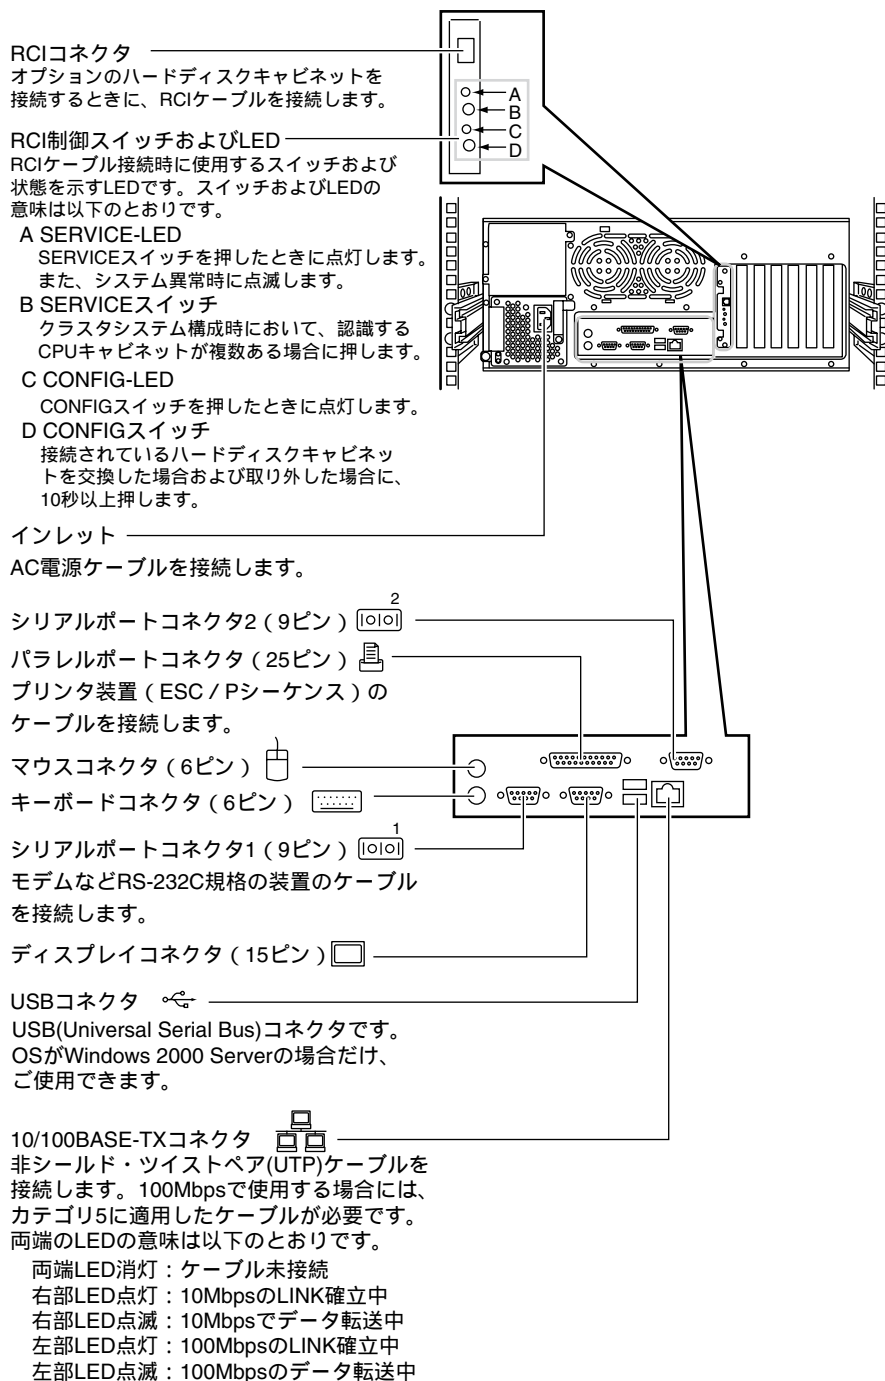 RCIコネクタ
オプションのハードディスクキャビネットを
接続するときに、RCIケーブルを接続します。
A
B
C
D
RCI制御スイッチおよびLED
RCIケーブル接続時に使用するスイッチおよび
状態を示すLEDです。スイッチおよびLEDの
意味は以下のとおりです。
A SERVICE-LED
SERVICEスイッチを押したときに点灯します。
また、システム異常時に点滅します。
B SERVICEスイッチ
クラスタシステム構成時において、認識する
CPUキャビネットが複数ある場合に押します。
C CONFIG-LED
CONFIGスイッチを押したときに点灯します。
D CONFIGスイッチ
接続されているハードディスクキャビネッ
トを交換した場合および取り外した場合に、
10秒以上押します。
インレット
AC電源ケーブルを接続します。
シリアルポートコネクタ2（9ピン） 2
パラレルポートコネクタ（25ピン）
プリンタ装置（ESC / Pシーケンス）の
ケーブルを接続します。
マウスコネクタ（6ピン）
キーボードコネクタ（6ピン）
シリアルポートコネクタ1（9ピン） 1
モデムなどRS-232C規格の装置のケーブル
を接続します。
ディスプレイコネクタ（15ピン）
USBコネクタ
USB(Universal Serial Bus)コネクタです。
OSがWindows 2000 Serverの場合だけ、
ご使用できます。
10/100BASE-TXコネクタ
非シールド・ツイストペア(UTP)ケーブルを
接続します。100Mbpsで使用する場合には、
カテゴリ5に適用したケーブルが必要です。
両端のLEDの意味は以下のとおりです。
両端LED消灯：ケーブル未接続
右部LED点灯：10MbpsのLINK確立中
右部LED点滅：10Mbpsでデータ転送中
左部LED点灯：100MbpsのLINK確立中
左部LED点滅：100Mbpsのデータ転送中